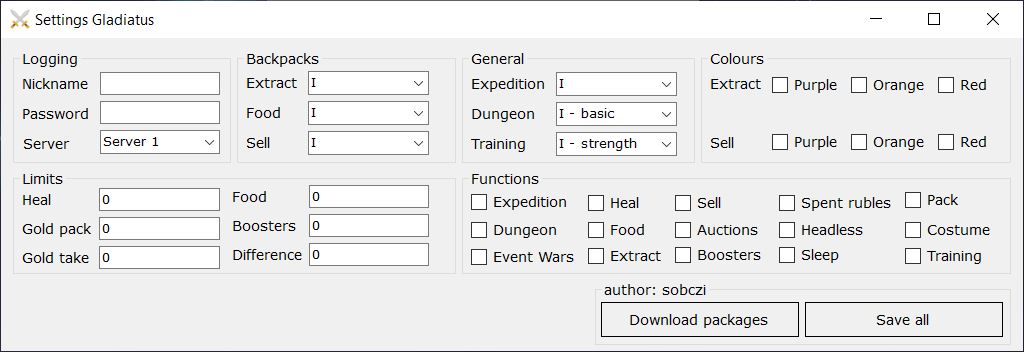 Settings Gladiatus
Logging
Nickname
Password
Server Server 1
Backpacks
Extract I
Food I
Sell I
General
Expedition I
Dungeon I - basic
Training I - strength
Colours
Extract Purple Orange Red
Sell Purple Orange Red
Limits
Heal 0
Gold pack 0
Gold take 0
Food 0
Boosters 0
Difference 0
Functions
Expedition Heal Sell Spent rubles Pack
Dungeon Food Auctions Headless Costume
Event Wars Extract Boosters Sleep Training
author: sobczi
Download packages Save all